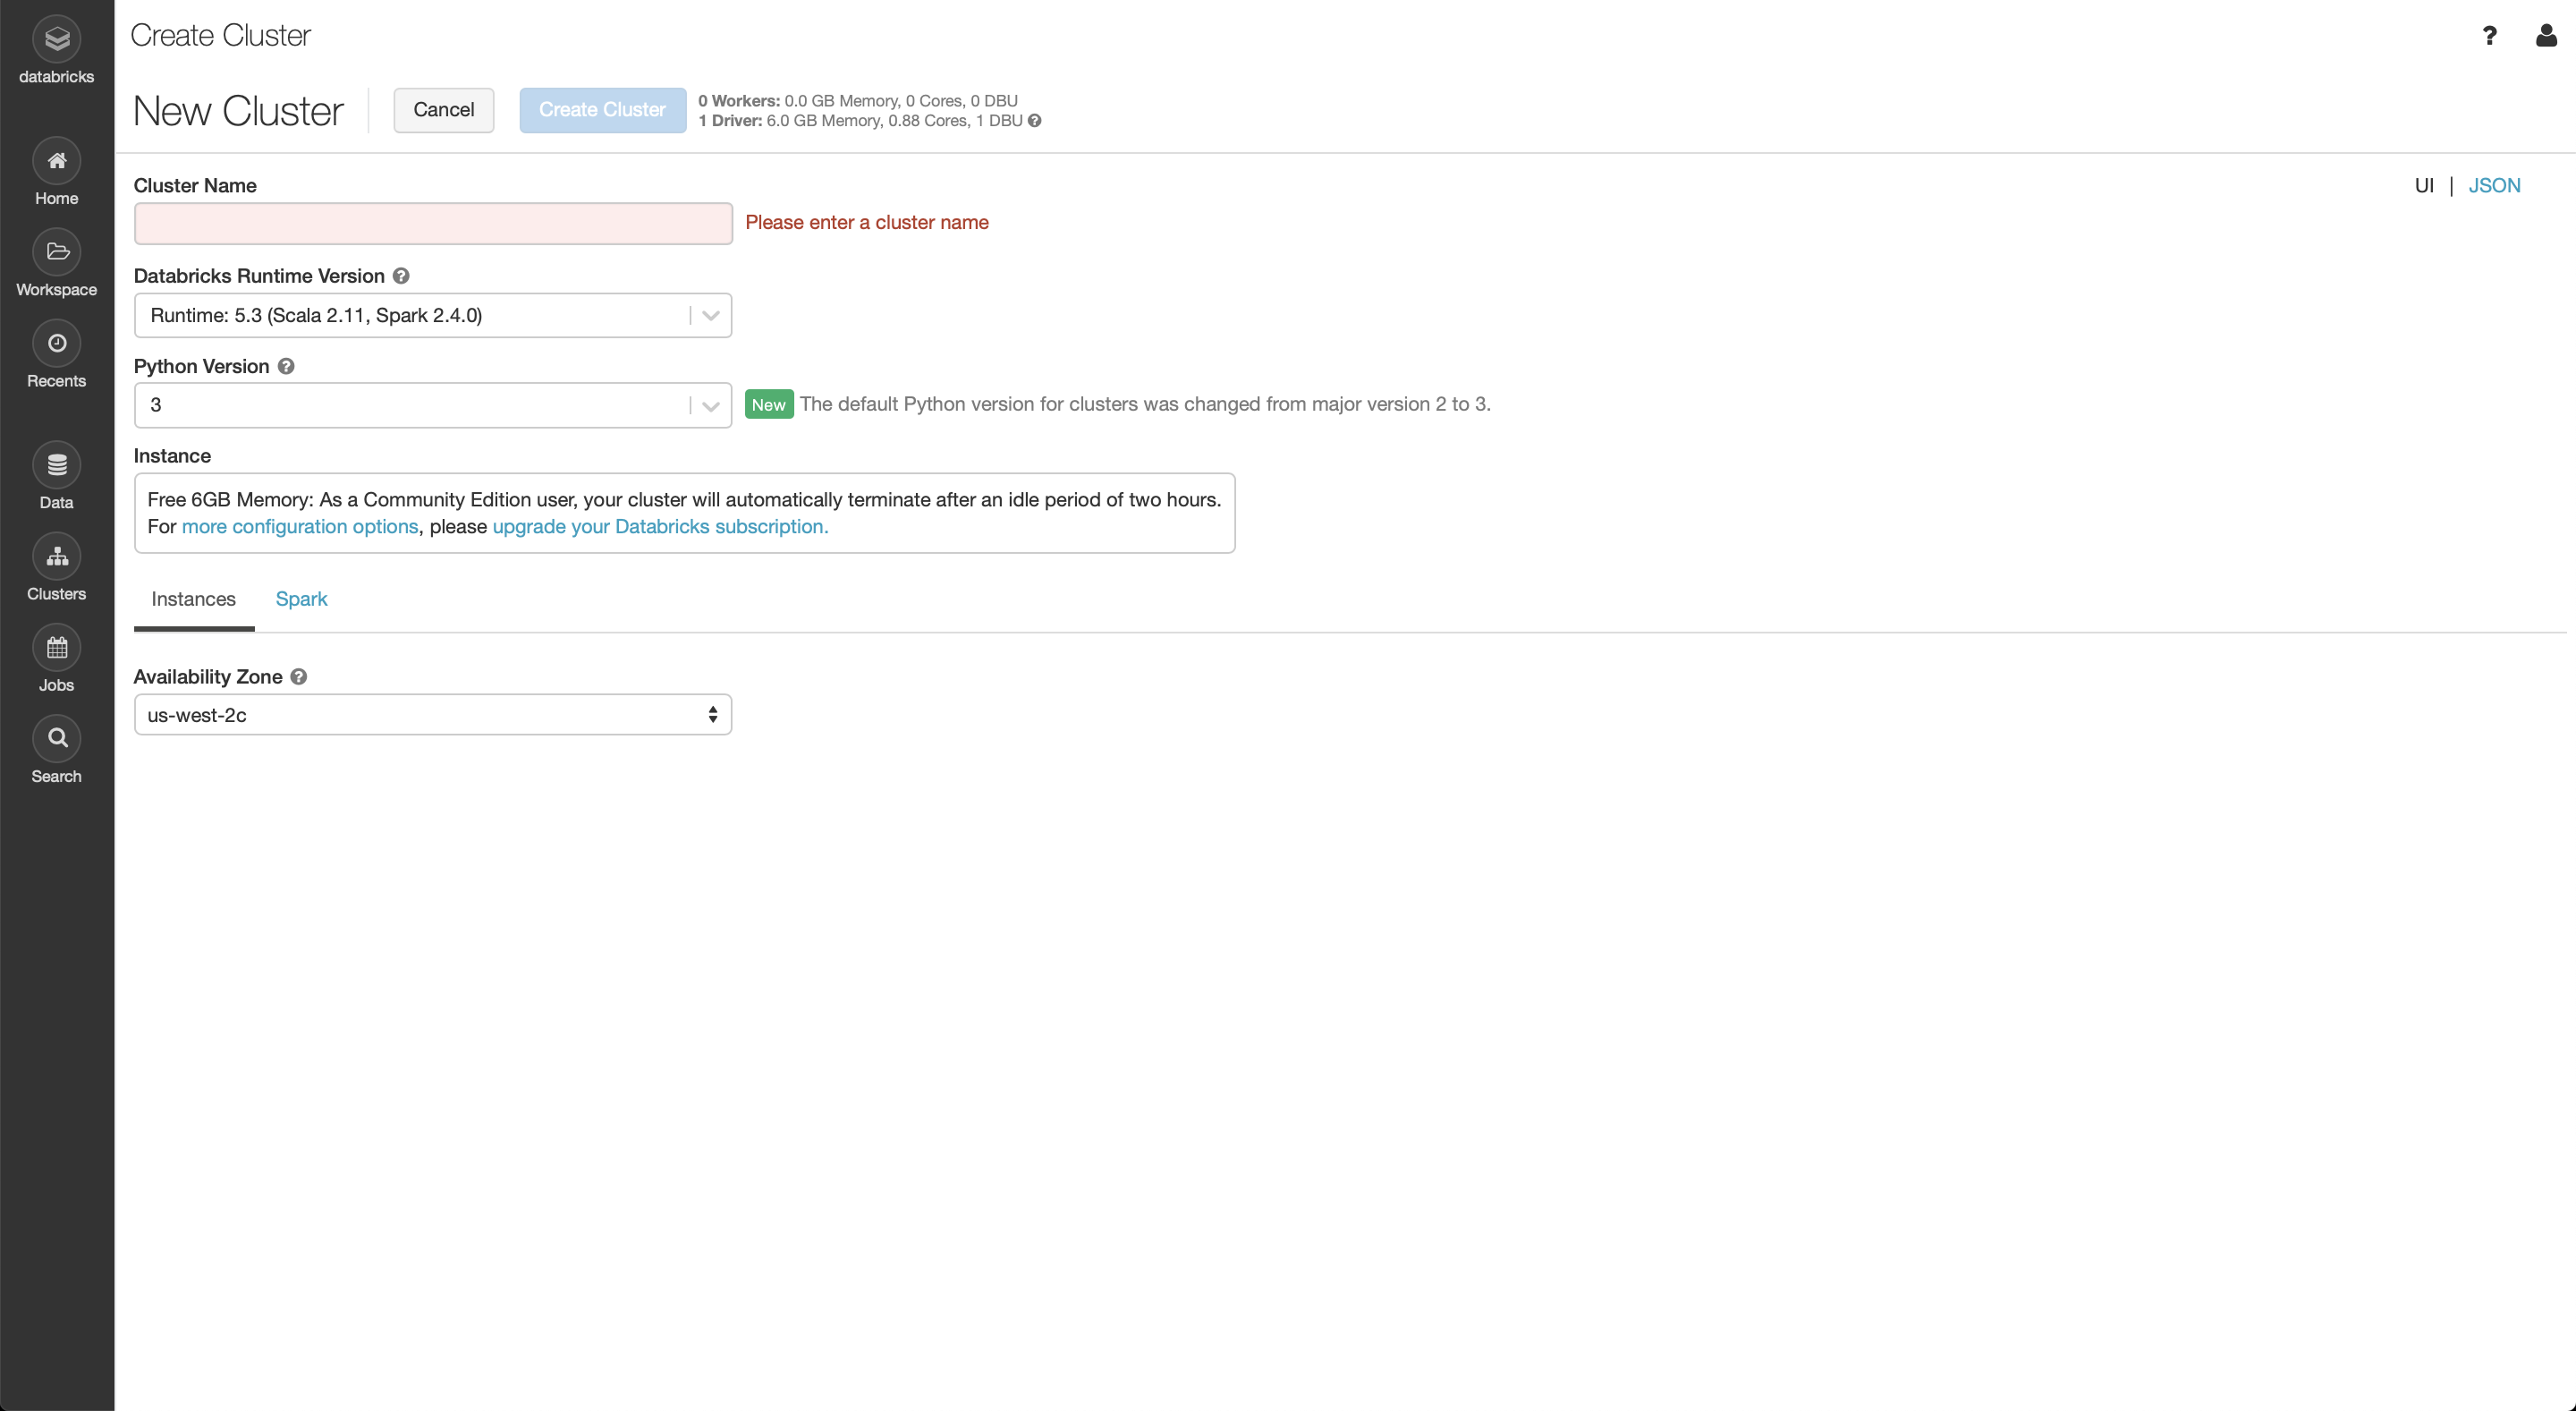 databricks
Home
Workspace
Recents
Data
Clusters
Jobs
Search
Create Cluster
?
New Cluster
Cancel
Create Cluster
0 Workers: 0.0 GB Memory, 0 Cores, 0 DBU
1 Driver: 6.0 GB Memory, 0.88 Cores, 1 DBU ?
Cluster Name
UI | JSON
Please enter a cluster name
Databricks Runtime Version ?
Runtime: 5.3 (Scala 2.11, Spark 2.4.0)
Python Version ?
3
New The default Python version for clusters was changed from major version 2 to 3.
Instance
Free 6GB Memory: As a Community Edition user, your cluster will automatically terminate after an idle period of two hours.
For more configuration options, please upgrade your Databricks subscription.
Instances Spark
Availability Zone ?
us-west-2c